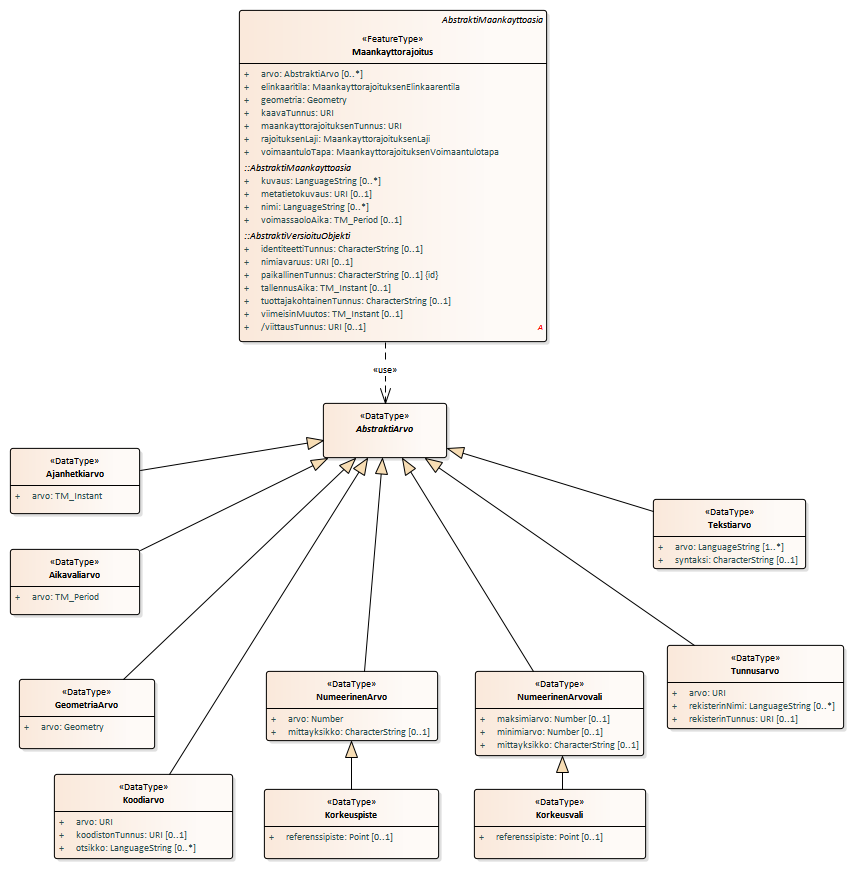 AbstraktiMaankayttoasia
«FeatureType»
Maankayttorajoitus
+ arvo: AbstraktiArvo [0..*]
+ elinkaaritila: MaankayttorajoituksenElinkaarentila
+ geometria: Geometry
+ kaavaTunnus: URI
+ maankayttorajoituksenTunnus: URI
+ rajoituksenLaji: MaankayttorajoituksenLaji
+ voimaantuloTapa: MaankayttorajoituksenVoimaantulotapa
::AbstraktiMaankayttoasia
+ kuvaus: LanguageString [0..*]
+ metatietokuvaus: URI [0..1]
+ nimi: LanguageString [0..*]
+ voimassaoloAika: TM_Period [0..1]
::AbstraktiVersioituObjekti
+ identiteettiTunnus: CharacterString [0..1]
+ nimiavaruus: URI [0..1]
+ paikallinenTunnus: CharacterString [0..1] {id}
+ tallennusAika: TM_Instant [0..1]
+ tuottajakohtainenTunnus: CharacterString [0..1]
+ viimeisinMuutos: TM_Instant [0..1]
+ /viittausTunnus: URI [0..1]
A
«use»
«DataType»
AbstraktiArvo
«DataType»
Ajanhetkiarvo
+ arvo: TM_Instant
«DataType»
Tekstiarvo
+ arvo: LanguageString [1..*]
+ syntaksi: CharacterString [0..1]
«DataType»
Aikavaliarvo
+ arvo: TM_Period
«DataType»
GeometriaArvo
+ arvo: Geometry
«DataType»
NumeerinenArvo
+ arvo: Number
+ mittayksikko: CharacterString [0..1]
«DataType»
NumeerinenArvovali
+ maksimiarvo: Number [0..1]
+ minimiarvo: Number [0..1]
+ mittayksikko: CharacterString [0..1]
«DataType»
Tunnusarvo
+ arvo: URI
+ rekisterinNimi: LanguageString [0..*]
+ rekisterinTunnus: URI [0..1]
«DataType»
Koodiarvo
+ arvo: URI
+ koodistonTunnus: URI [0..1]
+ otsikko: LanguageString [0..*]
«DataType»
Korkeuspiste
+ referenssipiste: Point [0..1]
«DataType»
Korkeusvali
+ referenssipiste: Point [0..1]